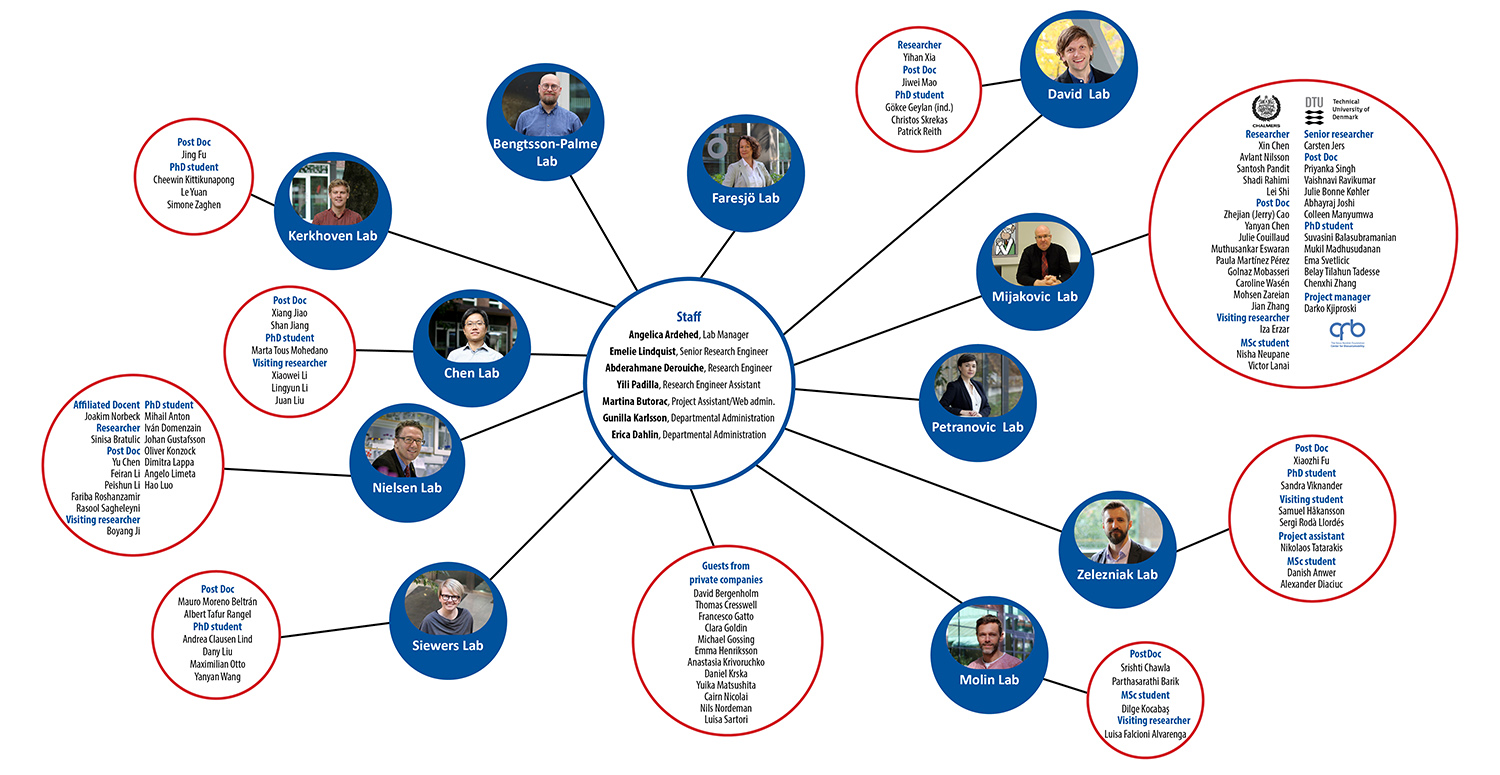 Researcher
Yihan Xia
Post Doc
Jiwei Mao
PhD student
Gökce Geylan (ind.)
Christos Skrekas
Patrick Reith
David Lab
Bengtsson-Palme
Lab
Faresjö Lab
Post Doc
Jing Fu
PhD student
Cheewin Kittikunapong
Le Yuan
Simone Zaghen
Kerkhoven Lab
CHALMERS
Researcher
Xin Chen
Avlant Nilsson
Santosh Pandit
Shadi Rahimi
Lei Shi
Post Doc
Zhejian (Jerry) Cao
Yanyan Chen
Julie Couillaud
Muthusankar Eswaran
Paula Martínez Pérez
Golnaz Mobasseri
Caroline Wasén
Mohsen Zareian
Jian Zhang
Visiting researcher
Iza Erzar
MSc student
Nisha Neupane
Victor Lanai
DTU
Technical
University of
Denmark
Senior researcher
Carsten Jers
Post Doc
Priyanka Singh
Vaishnavi Ravikumar
Julie Bonne Køhler
Abhayraj Joshi
Colleen Manyumwa
PhD student
Suvasini Balasubramanian
Mukil Madhusudanan
Ema Svetlicic
Belay Tilahun Tadesse
Chenxhi Zhang
Project manager
Darko Kjiproski
Mijakovic Lab
Post Doc
Xiang Jiao
Shan Jiang
PhD student
Marta Tous Mohedano
Visiting researcher
Xiaowei Li
Lingyun Li
Juan Liu
Chen Lab
Staff
Angelica Ardehed, Lab Manager
Emelie Lindquist, Senior Research Engineer
Abderahmane Derouiche, Research Engineer
Yili Padilla, Research Engineer Assistant
Martina Butorac, Project Assistant/Web admin.
Gunilla Karlsson, Departmental Administration
Erica Dahlin, Departmental Administration
Petranovic Lab
Affiliated Docent
Joakim Norbeck
Researcher
Sinisa Bratulic
Post Doc
Yu Chen
Feiran Li
Peishun Li
Fariba Roshanzamir
Rasool Sagheleyni
Visiting researcher
Boyang Ji
PhD student
Mihail Anton
Iván Domenzain
Johan Gustafsson
Oliver Konzock
Dimitra Lappa
Angelo Limeta
Hao Luo
Nielsen Lab
Post Doc
Xiaozhi Fu
PhD student
Sandra Viknander
Visiting student
Samuel Håkansson
Sergi Rodà Llordés
Project assistant
Nikolaos Tatarakis
MSc student
Danish Anwer
Alexander Diaciuc
Zelezniak Lab
Post Doc
Mauro Moreno Beltrán
Albert Tafur Rangel
PhD student
Andrea Clausen Lind
Dany Liu
Maximilian Otto
Yanyan Wang
Siewers Lab
Guests from
private companies
David Bergenholm
Thomas Cresswell
Francesco Gatto
Clara Goldin
Michael Gossing
Emma Henriksson
Anastasia Krivoruchko
Daniel Krska
Yuika Matsushita
Cairn Nicolai
Nils Nordeman
Luisa Sartori
Molin Lab
PostDoc
Srishti Chawla
Parthasarathi Barik
MSc student
Dilge Kocabaş
Visiting researcher
Luisa Falcioni Alvarenga